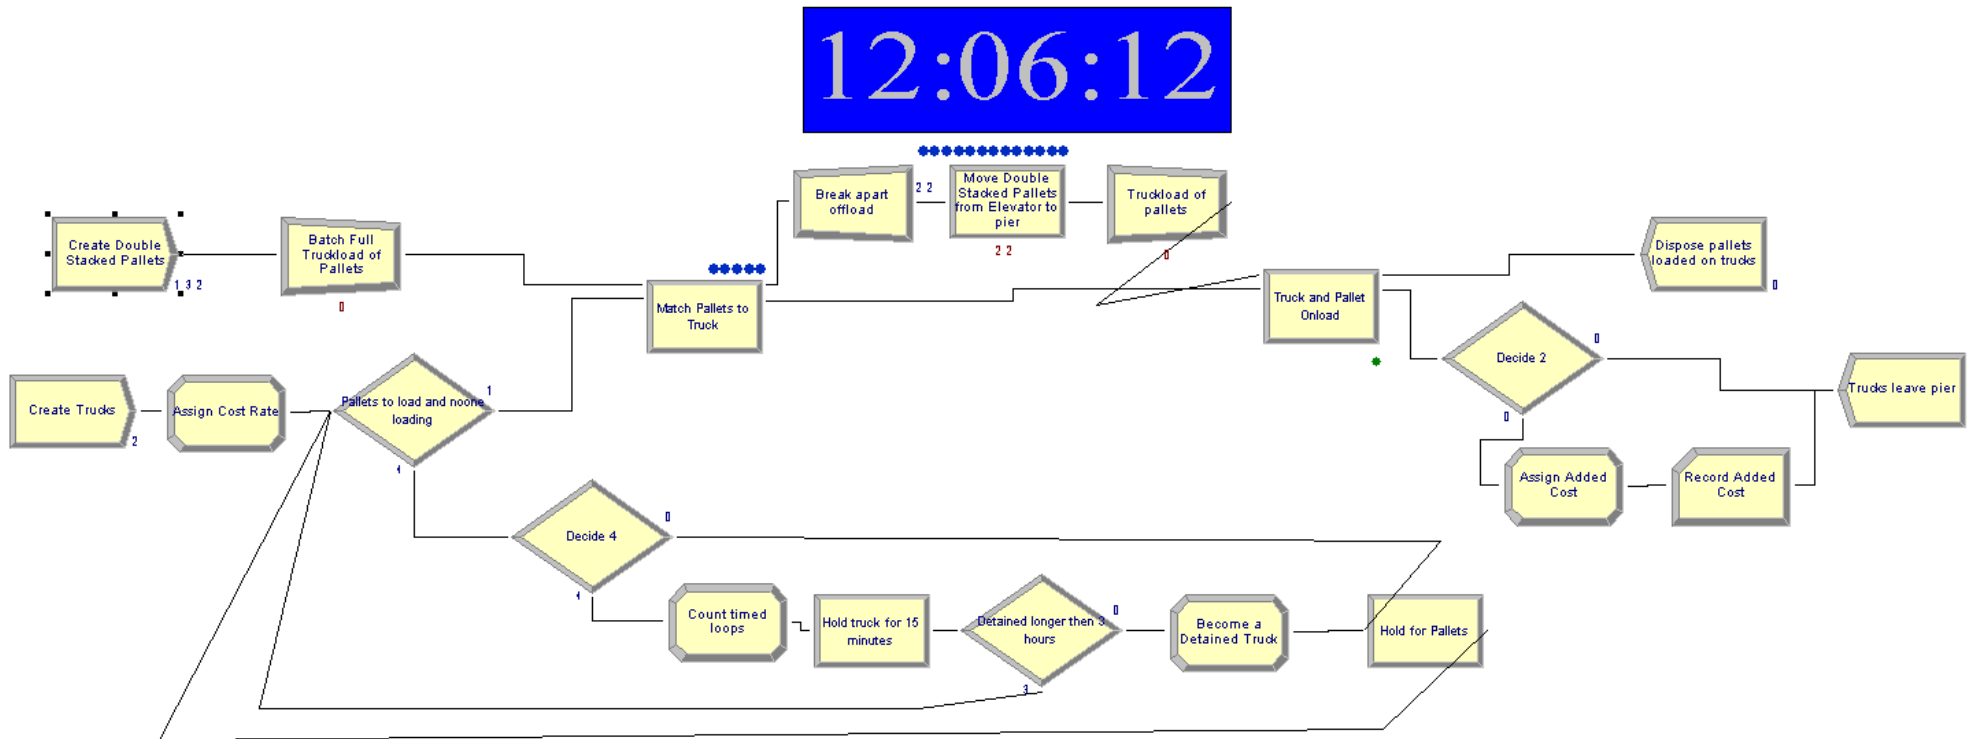 12:06:12
Break apart
offload
2 2
Move Double
Stacked Pallets
from Elevator to
pier
2 2
Truckload of
pallets
0
Create Double
Stacked Pallets
1 3 2
Batch Full
Truckload of
Pallets
0
Match Pallets to
Truck
Truck and Pallet
Onload
Dispose pallets
loaded on trucks
0
Decide 2
0
0
Trucks leave pier
Create Trucks
2
Assign Cost Rate
Pallets to load and noone
loading
1
1
Assign Added
Cost
Record Added
Cost
Decide 4
0
1
Count timed
loops
Hold truck for 15
minutes
Detained longer then 3
hours
0
3
Become a
Detained Truck
Hold for Pallets